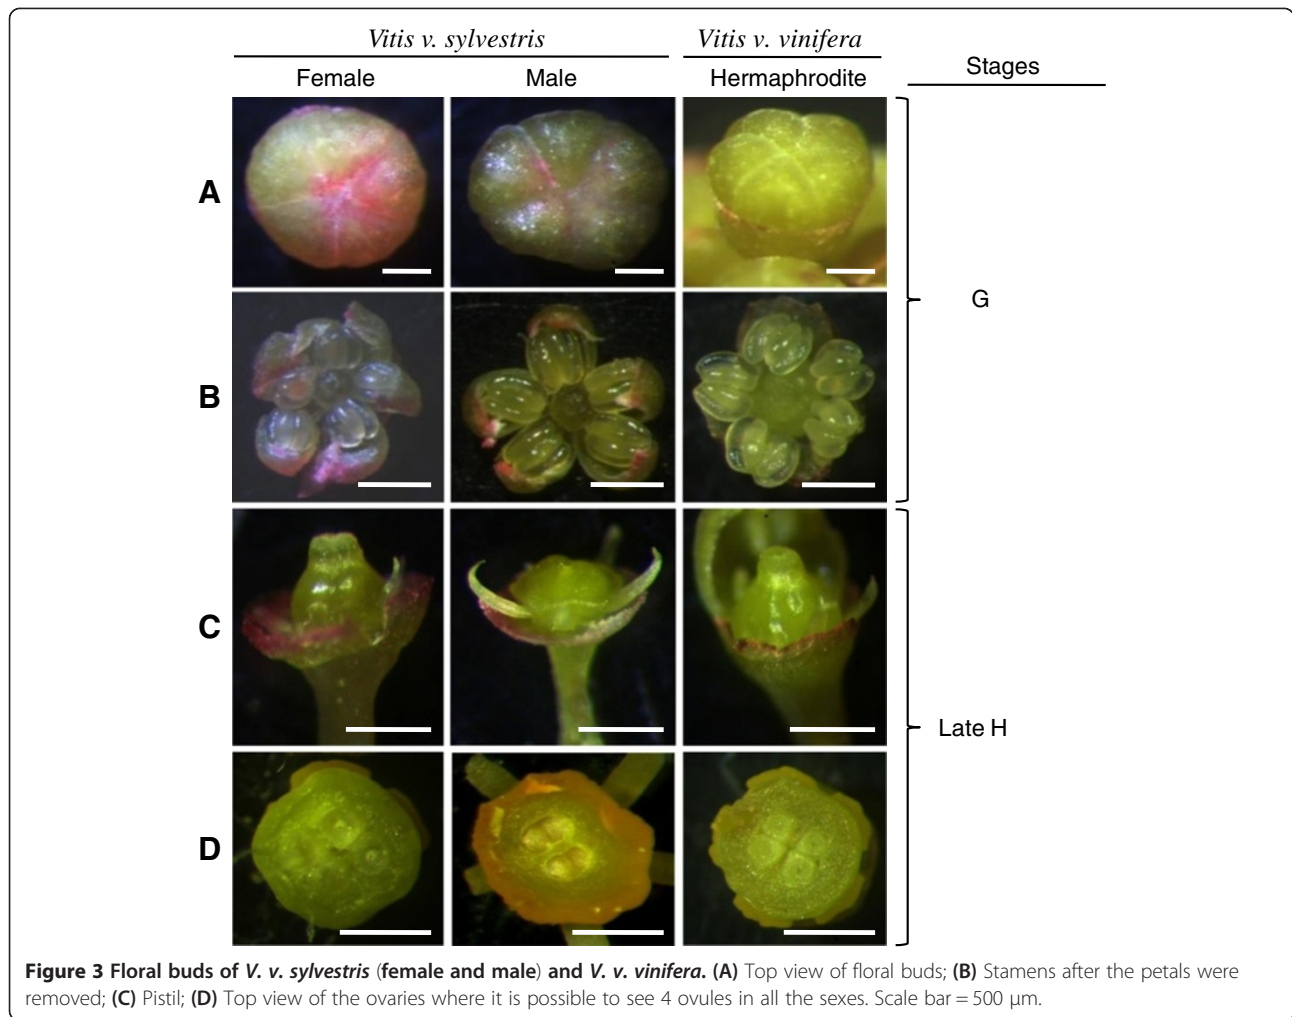 Vitis v. sylvestris
Vitis v. vinifera
Female
Male
Hermaphrodite
Stages
A
B
G
C
D
Late H
Figure 3 Floral buds of V. v. sylvestris (female and male) and V. v. vinifera. (A) Top view of floral buds; (B) Stamens after the petals were
removed; (C) Pistil; (D) Top view of the ovaries where it is possible to see 4 ovules in all the sexes. Scale bar = 500 μm.